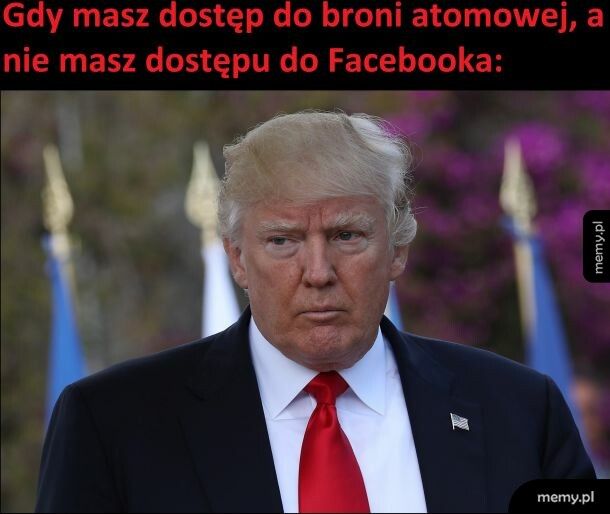 Gdy masz dostęp do broni atomowej, a
nie masz dostępu do Facebooka:
memy.pl
memy.pl